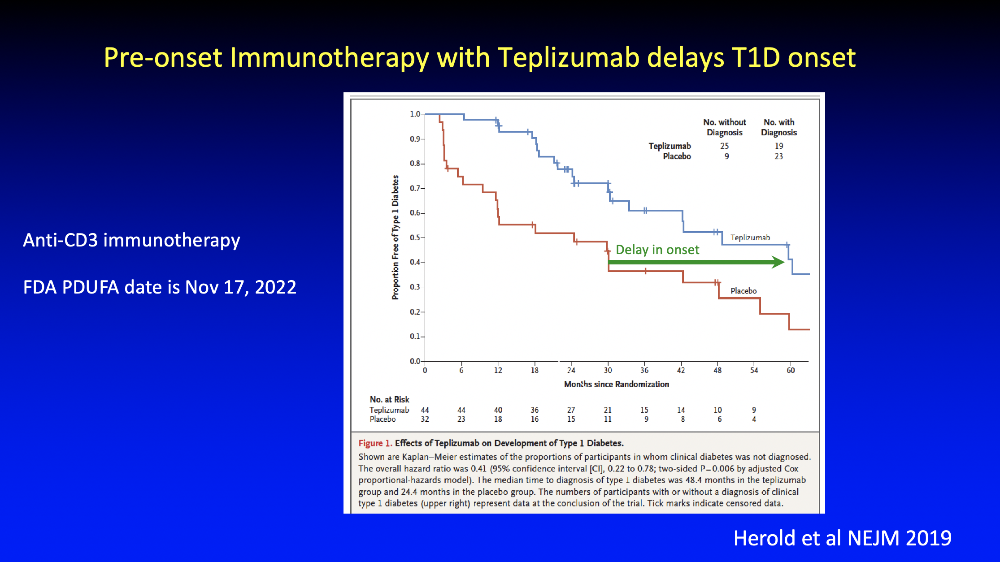 Pre-onset Immunotherapy with Teplizumab delays T1D onset
Anti-CD3 immunotherapy
FDA PDUFA date is Nov 17, 2022
No. without Diagnosis
No. with Diagnosis
Teplizumab 25 19
Placebo 9 23
Proportion Free of Type 1 Diabetes
1.0
0.9
0.8
0.7
0.6
0.5
0.4
0.3
0.2
0.1
0.0
Teplizumab
Delay in onset
Placebo
0 6 12 18 24 30 36 42 48 54 60
Months since Randomization
No. at Risk
Teplizumab 44 44 40 36 27 21 15 14 10 9
Placebo 32 23 18 16 15 11 9 8 6 4
Figure 1. Effects of Teplizumab on Development of Type 1 Diabetes.
Shown are Kaplan–Meier estimates of the proportions of participants in whom clinical diabetes was not diagnosed.
The overall hazard ratio was 0.41 (95% confidence interval [CI], 0.22 to 0.78; two-sided P=0.006 by adjusted Cox
proportional-hazards model). The median time to diagnosis of type 1 diabetes was 48.4 months in the teplizumab
group and 24.4 months in the placebo group. The numbers of participants with or without a diagnosis of clinical
type 1 diabetes (upper right) represent data at the conclusion of the trial. Tick marks indicate censored data.
Herold et al NEJM 2019